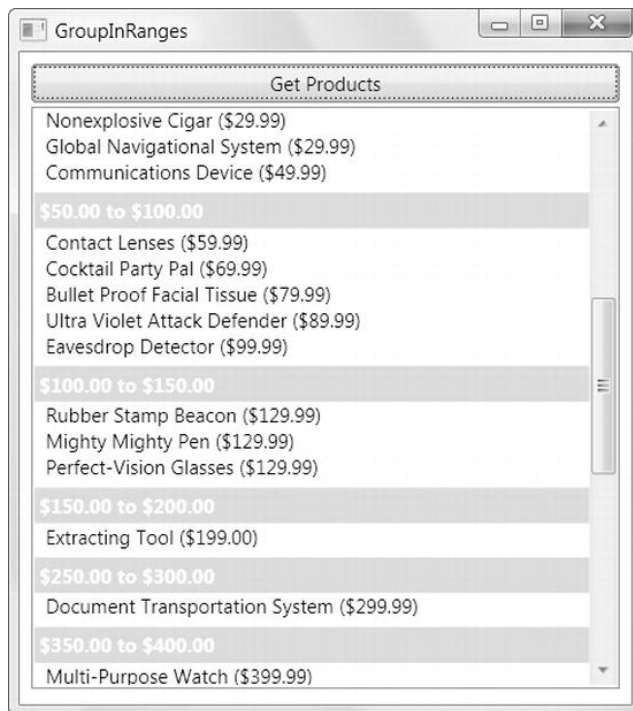 GroupInRanges
Get Products
Nonexplosive Cigar ($29.99)
Global Navigational System ($29.99)
Communications Device ($49.99)
$50.00 to $100.00
Contact Lenses ($59.99)
Cocktail Party Pal ($69.99)
Bullet Proof Facial Tissue ($79.99)
Ultra Violet Attack Defender ($89.99)
Eavesdrop Detector ($99.99)
$100.00 to $150.00
Rubber Stamp Beacon ($129.99)
Mighty Mighty Pen ($129.99)
Perfect-Vision Glasses ($129.99)
$150.00 to $200.00
Extracting Tool ($199.00)
$250.00 to $300.00
Document Transportation System ($299.99)
$350.00 to $400.00
Multi-Purpose Watch ($399.99)